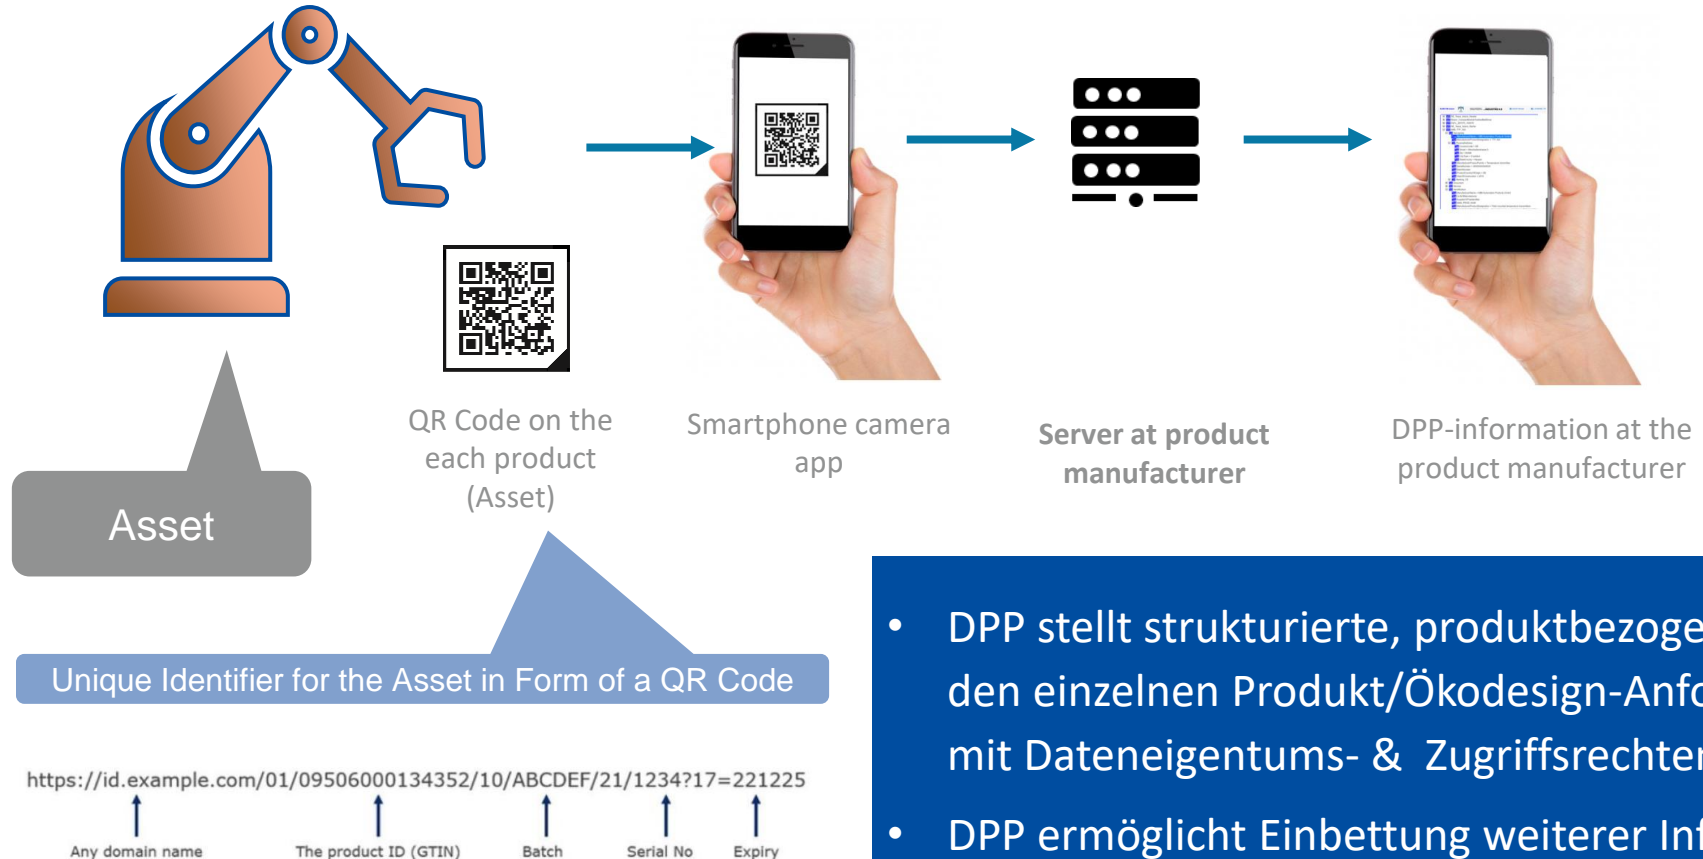 QR Code on the
each product
(Asset)
Smartphone camera
app
Server at product
manufacturer
DPP-information at the
product manufacturer
Asset
Unique Identifier for the Asset in Form of a QR Code
https://id.example.com/01/09506000134352/10/ABCDEF/21/1234?17=221225
Any domain name
The product ID (GTIN)
Batch
Serial No
Expiry
• DPP stellt strukturierte, produktbezoge
den einzelnen Produkt/Ökodesign-Anfo
mit Dateneigentums- & Zugriffsrechter
• DPP ermöglicht Einbettung weiterer Inf